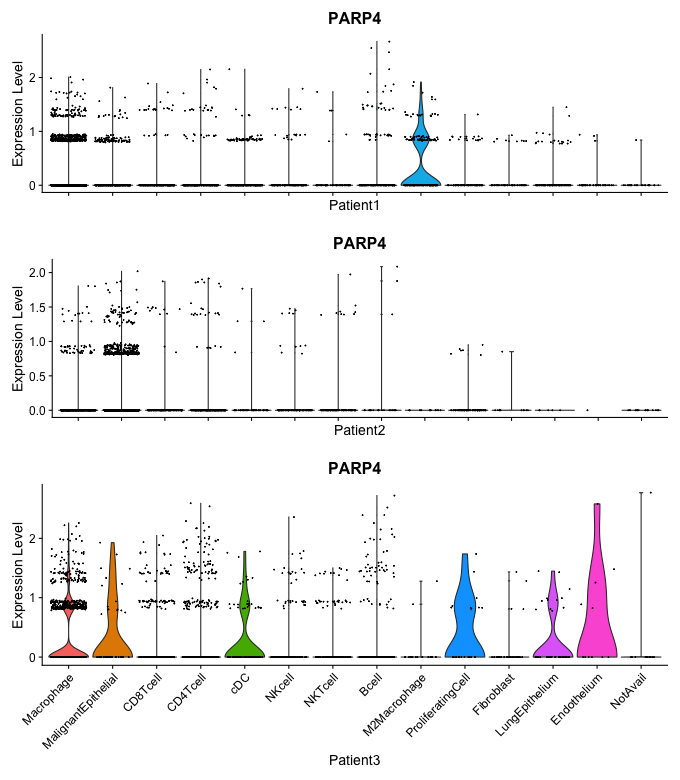 PARP4
Expression Level
2
1
0
Patient1
PARP4
Expression Level
2.0
1.5
1.0
0.5
0.0
Patient2
PARP4
Expression Level
2
1
0
Macrophage
MalignantEpithelial
CD8Tcell
CD4Tcell
cDC
NKcell
NKTcell
Bcell
M2Macrophage
ProliferatingCell
Fibroblast
LungEpithelium
Endothelium
NotAvail
Patient3